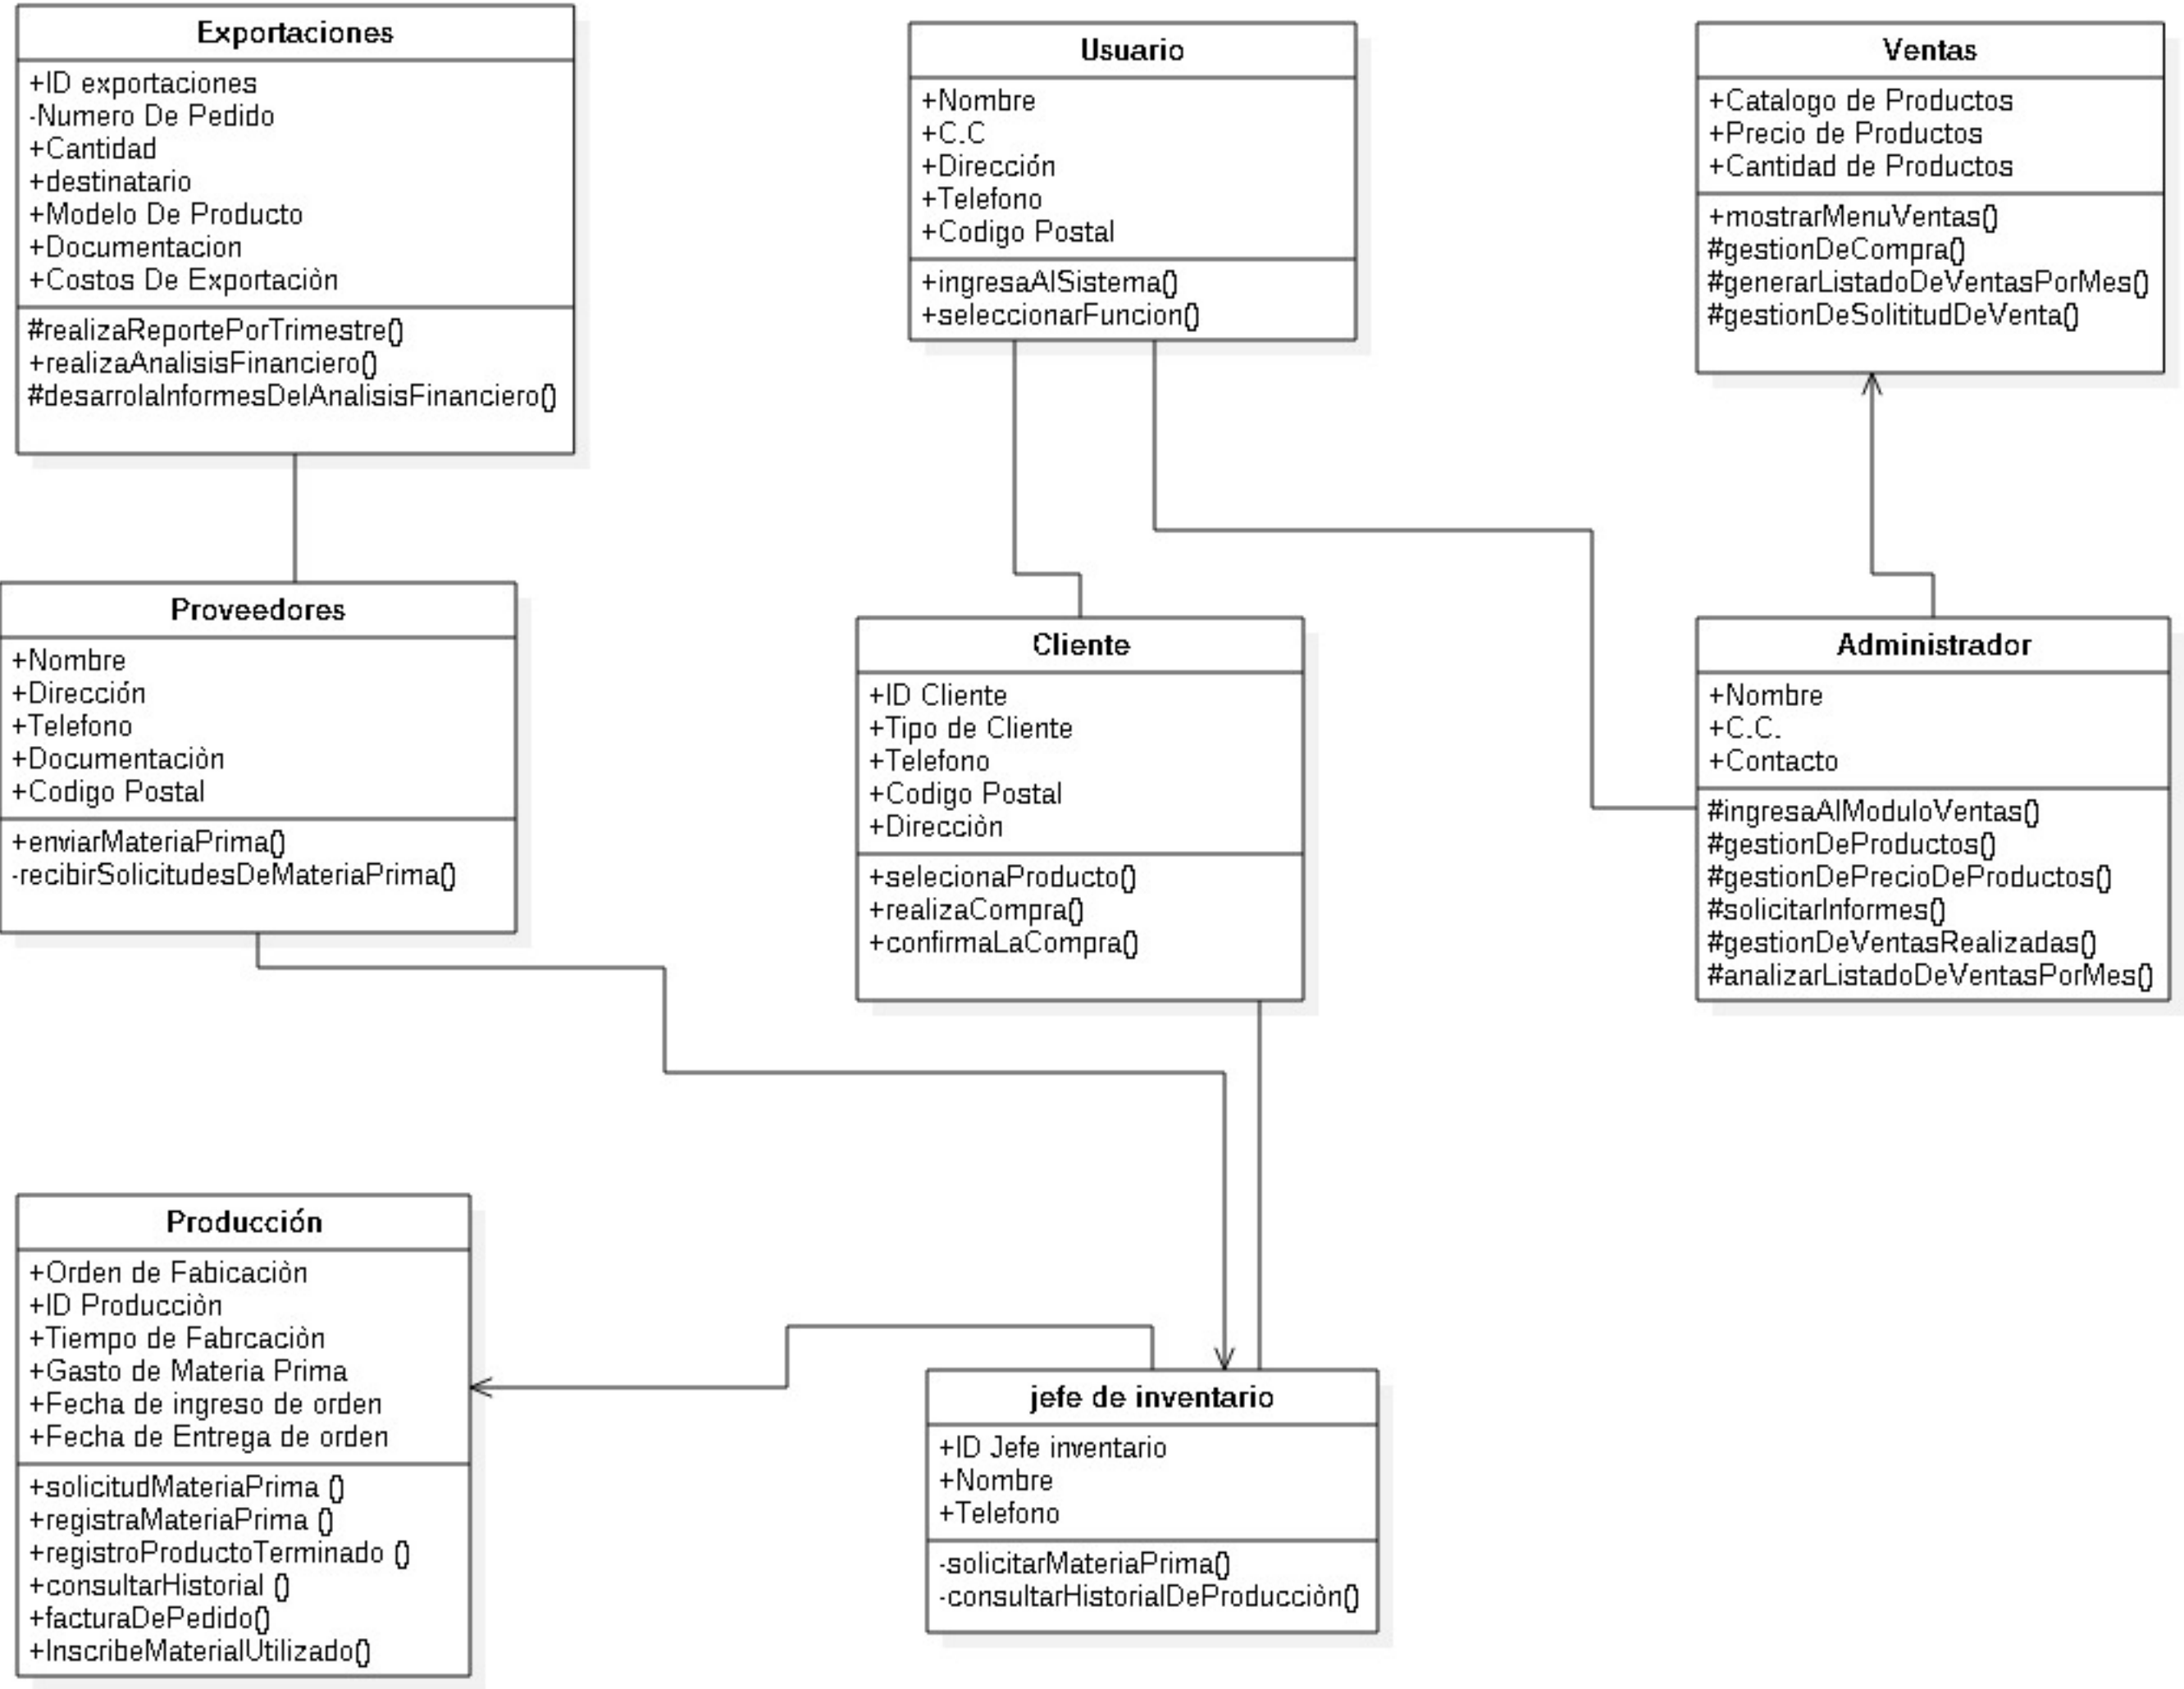 Exportaciones
+ID exportaciones
-Numero De Pedido
+Cantidad
+destinatario
+Modelo De Producto
+Documentacion
+Costos De Exportaciòn
#realizaReportePorTrimestre()
+realizaAnalisisFinanciero()
#desarrolaInformesDelAnalisisFinanciero()
Usuario
+Nombre
+C.C
+Dirección
+Telefono
+Codigo Postal
+ingresaAlSistema()
+seleccionarFuncion()
Ventas
+Catalogo de Productos
+Precio de Productos
+Cantidad de Productos
+mostrarMenuVentas()
#gestionDeCompra()
#generarListadoDeVentasPorMes()
#gestionDeSolititudDeVenta()
Proveedores
+Nombre
+Dirección
+Telefono
+Documentaciòn
+Codigo Postal
+enviarMateriaPrima()
-recibirSolicitudesDeMateriaPrima()
Cliente
+ID Cliente
+Tipo de Cliente
+Telefono
+Codigo Postal
+Direcciòn
+selecionaProducto()
+realizaCompra()
+confirmaLaCompra()
Administrador
+Nombre
+C.C.
+Contacto
#ingresaAlModuloVentas()
#gestionDeProductos()
#gestionDePrecioDeProductos()
#solicitarInformes()
#gestionDeVentasRealizadas()
#analizarListadoDeVentasPorMes()
Producción
+Orden de Fabicaciòn
+ID Producciòn
+Tiempo de Fabrcaciòn
+Gasto de Materia Prima
+Fecha de ingreso de orden
+Fecha de Entrega de orden
+solicitudMateriaPrima ()
+registraMateriaPrima ()
+registroProductoTerminado ()
+consultarHistorial ()
+facturaDePedido()
+InscribeMaterialUtilizado()
jefe de inventario
+ID Jefe inventario
+Nombre
+Telefono
-solicitarMateriaPrima()
-consultarHistorialDeProducciòn()